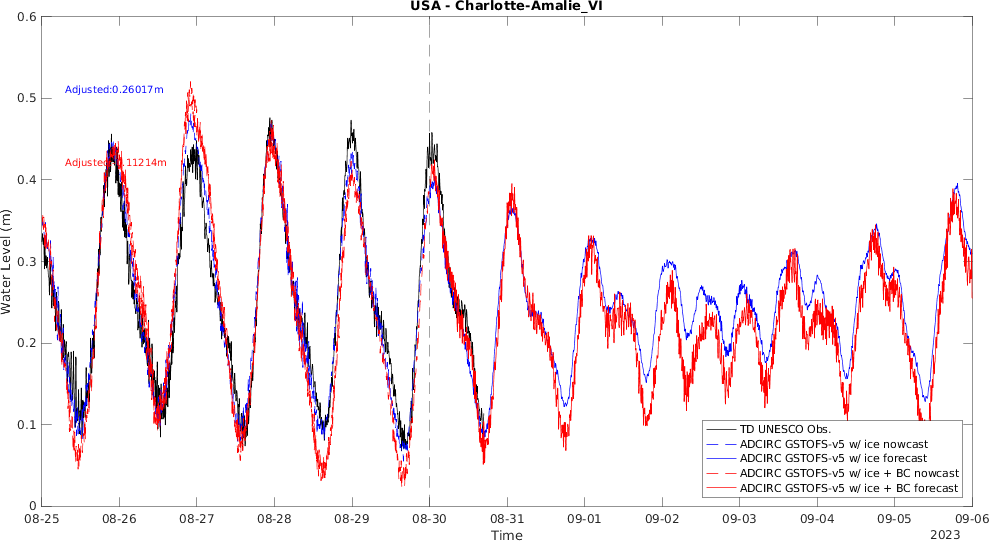 USA - Charlotte-Amalie_VI
0.6
0.5
0.4
0.3
0.2
0.1
0
Water Level (m)
Adjusted:0.26017m
Adjusted: 11214m
08-25
08-26
08-27
08-28
08-29
08-30
08-31
09-01
09-02
09-03
09-04
09-05
09-06
Time
2023
TD UNESCO Obs.
ADCIRC GSTOFS-v5 w/ ice nowcast
ADCIRC GSTOFS-v5 w/ ice forecast
ADCIRC GSTOFS-v5 w/ ice + BC nowcast
ADCIRC GSTOFS-v5 w/ ice + BC forecast